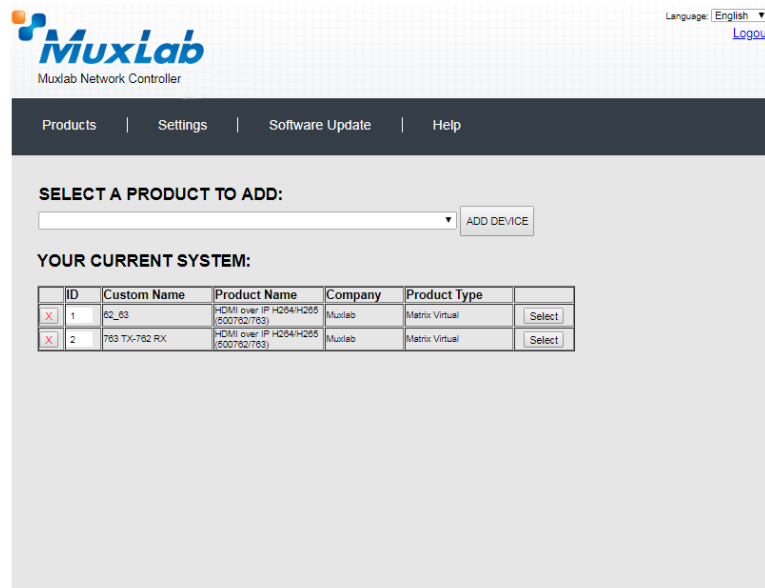 Language: English ▼
Logou
MuxLab
Muxlab Network Controller
Products | Settings | Software Update | Help
SELECT A PRODUCT TO ADD:
▼ ADD DEVICE
YOUR CURRENT SYSTEM:
ID Custom Name Product Name Company Product Type
X 1 62_63 HDMI over IP H264/H265 (500762/763) Muxlab Matrix Virtual Select
X 2 763 TX-762 RX HDMI over IP H264/H265 (500762/763) Muxlab Matrix Virtual Select